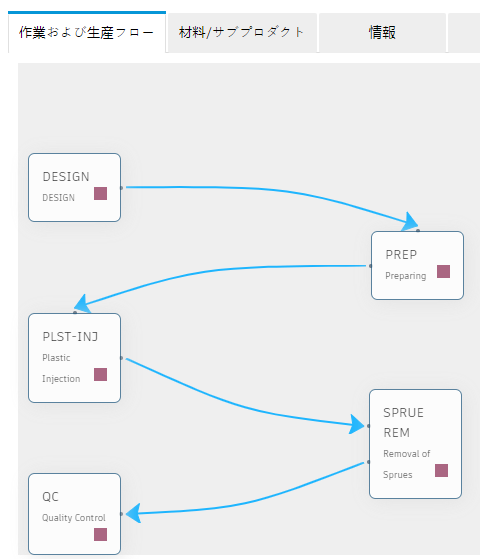 作業および生産フロー 材料/サブプロダクト 情報
DESIGN
DESIGN
PREP
Preparing
PLST-INJ
Plastic
Injection
SPRUE
REM
Removal of
Sprues
QC
Quality Control